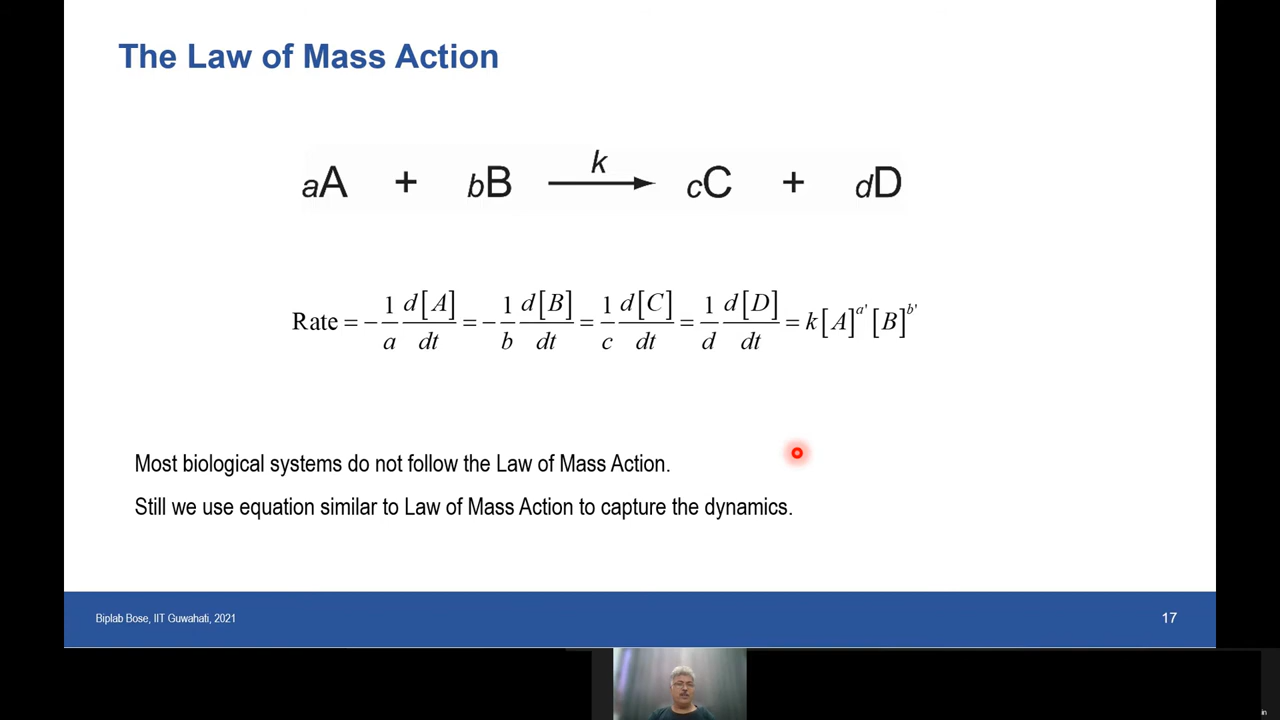 The Law of Mass Action
aA + bB k → cC + dD
Rate = − 1/a d[A]/dt = − 1/b d[B]/dt = 1/c d[C]/dt = 1/d d[D]/dt = k[A]^a' [B]^b'
Most biological systems do not follow the Law of Mass Action.
Still we use equation similar to Law of Mass Action to capture the dynamics.
Biplab Bose, IIT Guwahati, 2021
17